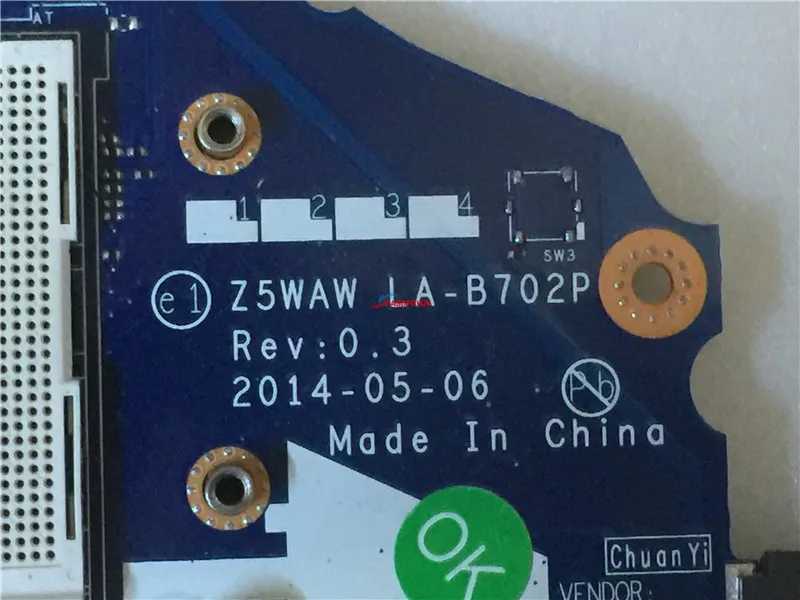 AT
1 2 3 4
SW3
e1 Z5WAW LA-B702P
Rev:0.3
2014-05-06
Pb
Made In China
OK
ChuanYi
VENDOR: